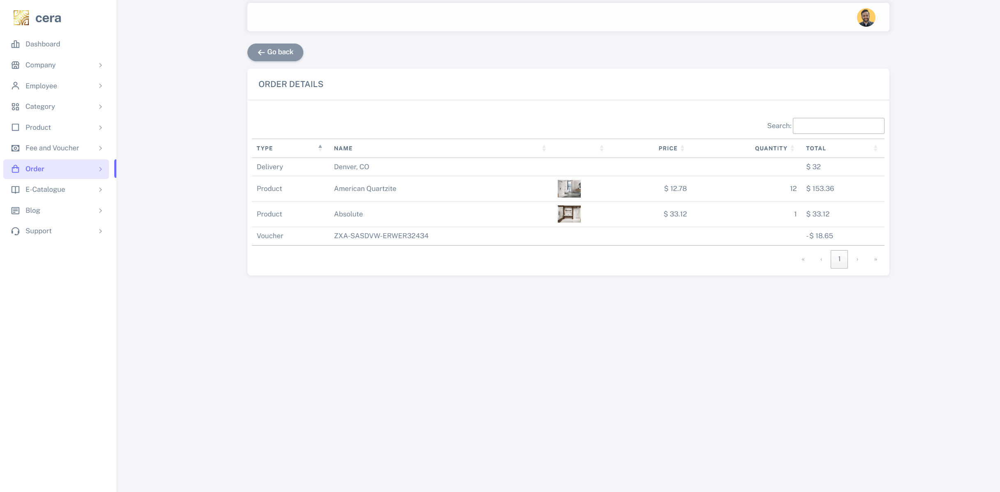 cera
Dashboard
Company
Employee
Category
Product
Fee and Voucher
Order
E-Catalogue
Blog
Support
Go back
ORDER DETAILS
Search:
TYPE NAME PRICE QUANTITY TOTAL
Delivery Denver, CO $ 32
Product American Quartzite $ 12.78 12 $ 153.36
Product Absolute $ 33.12 1 $ 33.12
Voucher ZXA-SASDVW-ERWER32434 -$ 18.65
« ‹ 1 › »